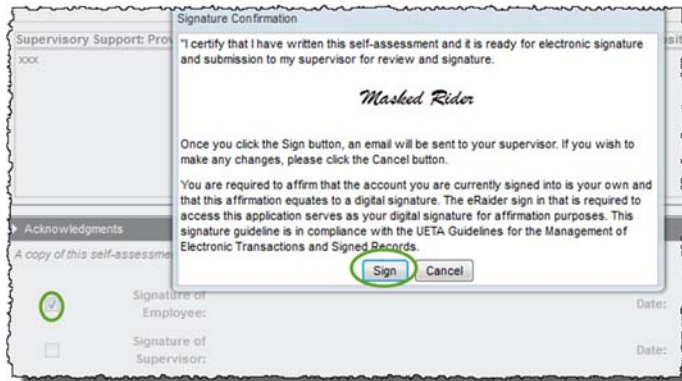 Signature Confirmation
Supervisory Support: Prov
xxx
"I certify that I have written this self-assessment and it is ready for electronic signature
and submission to my supervisor for review and signature.
Masked Rider
Once you click the Sign button, an email will be sent to your supervisor. If you wish to
make any changes, please click the Cancel button.
You are required to affirm that the account you are currently signed into is your own and
that this affirmation equates to a digital signature. The eRaider sign in that is required to
access this application serves as your digital signature for affirmation purposes. This
signature guideline is in compliance with the UETA Guidelines for the Management of
Electronic Transactions and Signed Records.
Sign Cancel
Acknowledgments
A copy of this self-assessme
Signature of
Employee:
Date:
Signature of
Supervisor:
Date: